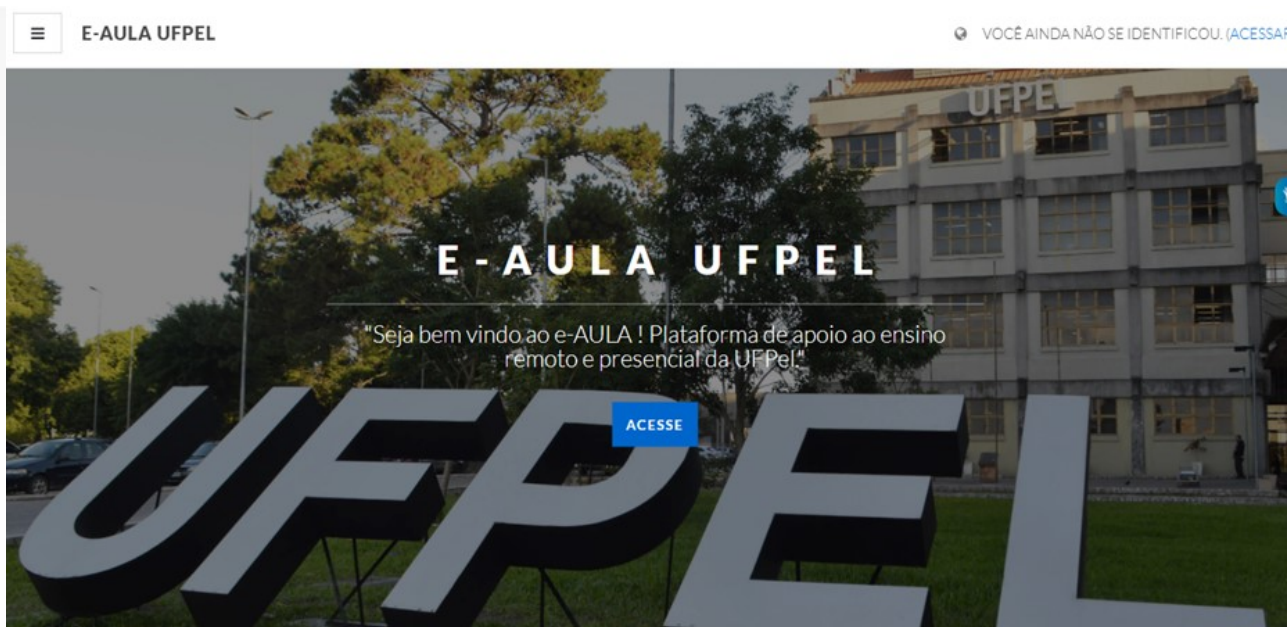 E-AULA UFPEL
VOCÊ AINDA NÃO SE IDENTIFICOU. (ACESSAR
UFPEL
E-AULA UFPEL
"Seja bem vindo ao e-AULA ! Plataforma de apoio ao ensino
remoto e presencial da UFPel."
ACESSE
UFPEL